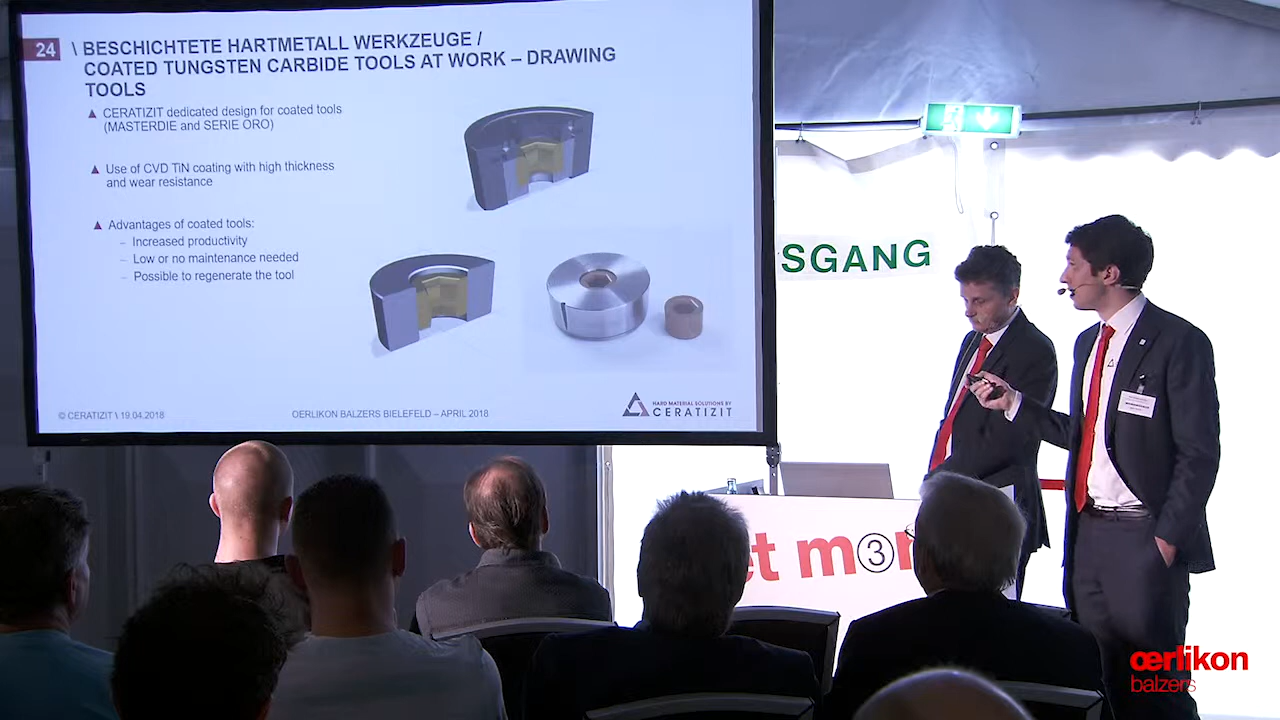 24
\ BESCHICHTETE HARTMETALL WERKZEUGE /
COATED TUNGSTEN CARBIDE TOOLS AT WORK – DRAWING
TOOLS
CERATIZIT dedicated design for coated tools
(MASTERDIE and SERIE ORO)
Use of CVD TiN coating with high thickness
and wear resistance
Advantages of coated tools:
– Increased productivity
– Low or no maintenance needed
– Possible to regenerate the tool
© CERATIZIT \ 19.04.2018
OERLIKON BALZERS BIELEFELD – APRIL 2018
HARD MATERIAL SOLUTIONS BY
CERATIZIT
SGANG
et m
3
œrlikon
balzers